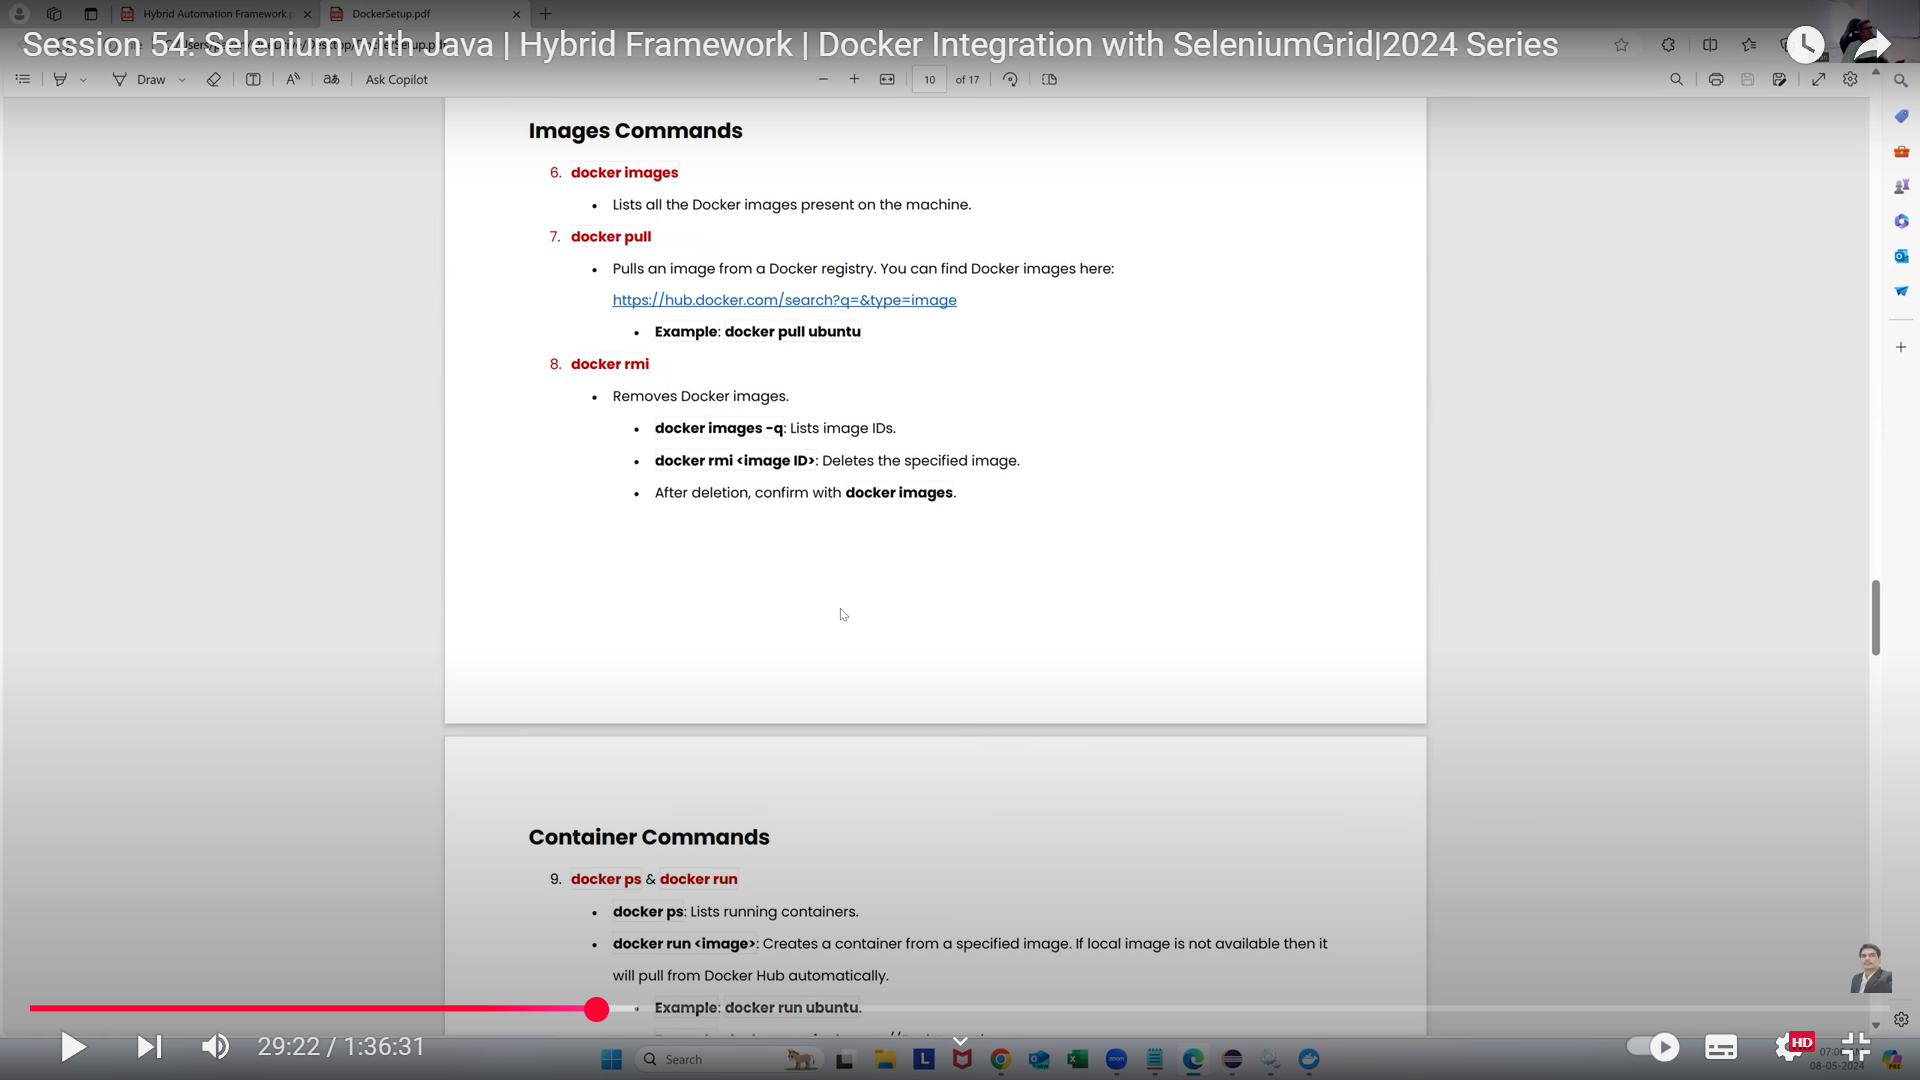 Hybrid Automation Framework.p
DockerSetup.pdf
Session 54: Selenium with Java | Hybrid Framework | Docker Integration with SeleniumGrid|2024 Series
Draw
Ask Copilot
10 of 17
Images Commands
6. docker images
• Lists all the Docker images present on the machine.
7. docker pull
• Pulls an image from a Docker registry. You can find Docker images here:
https://hub.docker.com/search?q=&type=image
• Example: docker pull ubuntu
8. docker rmi
• Removes Docker images.
• docker images -q: Lists image IDs.
• docker rmi <image ID>: Deletes the specified image.
• After deletion, confirm with docker images.
Container Commands
9. docker ps & docker run
• docker ps: Lists running containers.
• docker run <image>: Creates a container from a specified image. If local image is not available then it
will pull from Docker Hub automatically.
• Example: docker run ubuntu.
29:22 / 1:36:31
Search
HD
08-05-2024